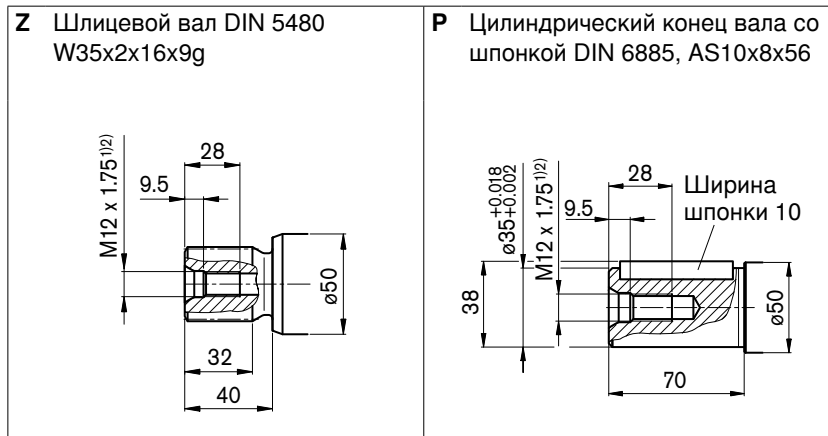 Z Шлицевой вал DIN 5480
W35x2x16x9g
28
9.5
M12 x 1.75 1)2)
ø50
32
40
P Цилиндрический конец вала со
шпонкой DIN 6885, AS10x8x56
28
9.5
Ширина
шпонки 10
ø35 +0.018 +0.002
M12 x 1.75 1)2)
38
ø50
70